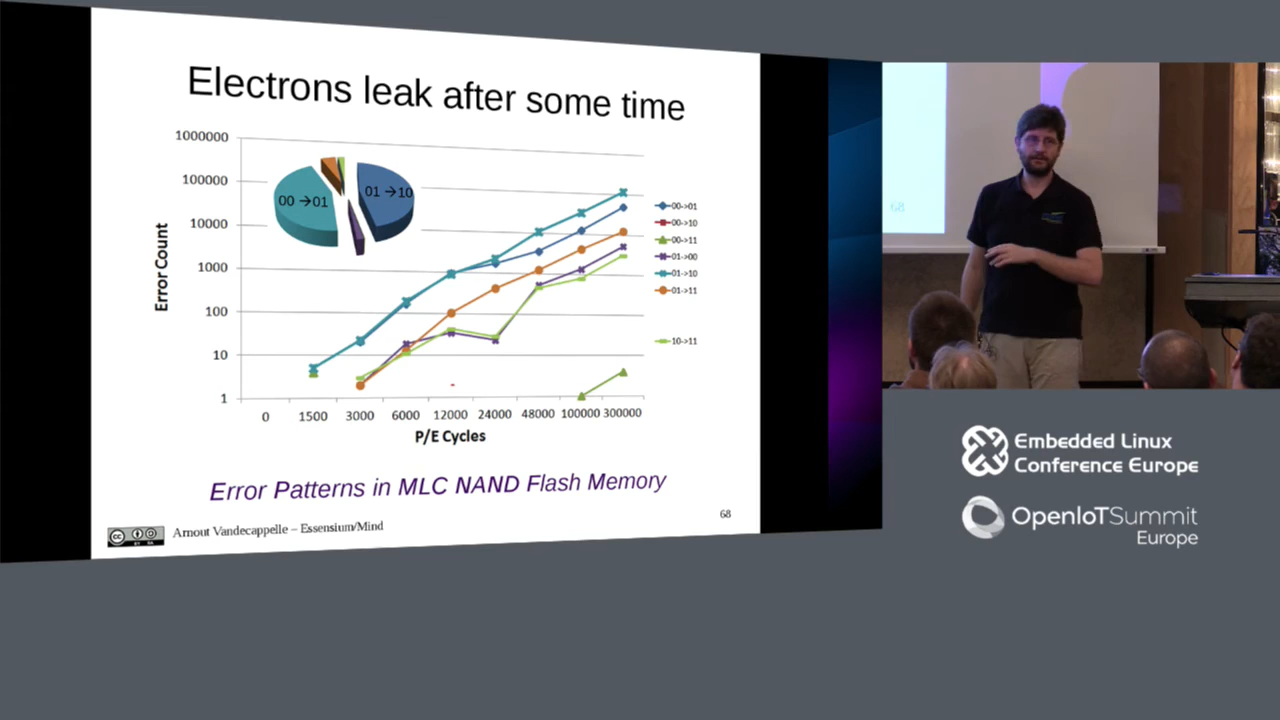 Electrons leak after some time
1000000
100000
10000
1000
100
10
1
Error Count
00→01
01→10
0 1500 3000 6000 12000 24000 48000 100000 300000
P/E Cycles
00->01
00->10
00->11
01->00
01->10
01->11
10->11
Error Patterns in MLC NAND Flash Memory
Arnout Vandecappelle – Essensium/Mind
68
68
Embedded Linux
Conference Europe
OpenIoTSummit
Europe